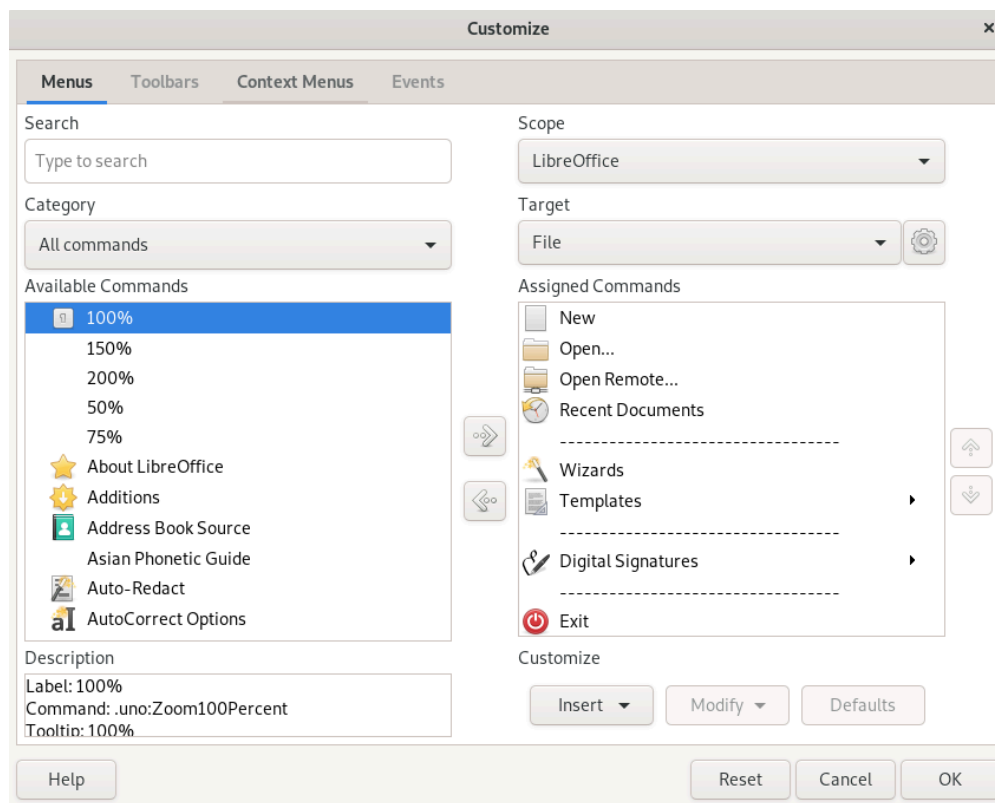 Customize
Menus Toolbars Context Menus Events
Search
Type to search
Category
All commands
Available Commands
100%
150%
200%
50%
75%
About LibreOffice
Additions
Address Book Source
Asian Phonetic Guide
Auto-Redact
AutoCorrect Options
Description
Label: 100%
Command: .uno:Zoom100Percent
Tooltip: 100%
Scope
LibreOffice
Target
File
Assigned Commands
New
Open...
Open Remote...
Recent Documents
----------------------------------
Wizards
Templates
----------------------------------
Digital Signatures
----------------------------------
Exit
Customize
Insert Modify Defaults
Help Reset Cancel OK